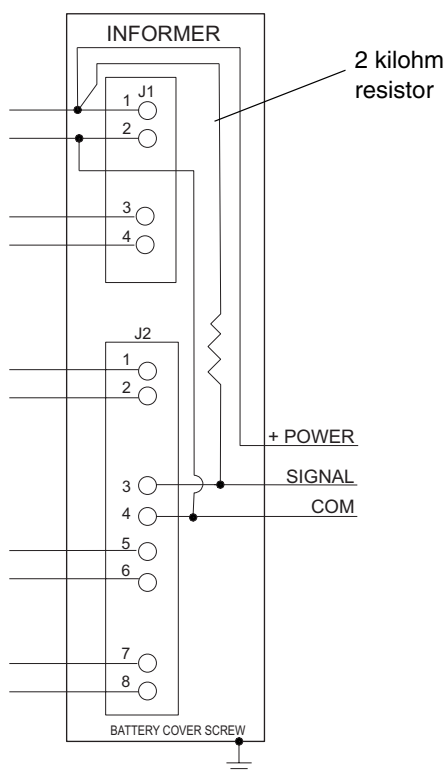 INFORMER
2 kilohm
resistor
J1
1
2
3
4
J2
1
2
+ POWER
3
SIGNAL
4
COM
5
6
7
8
BATTERY COVER SCREW